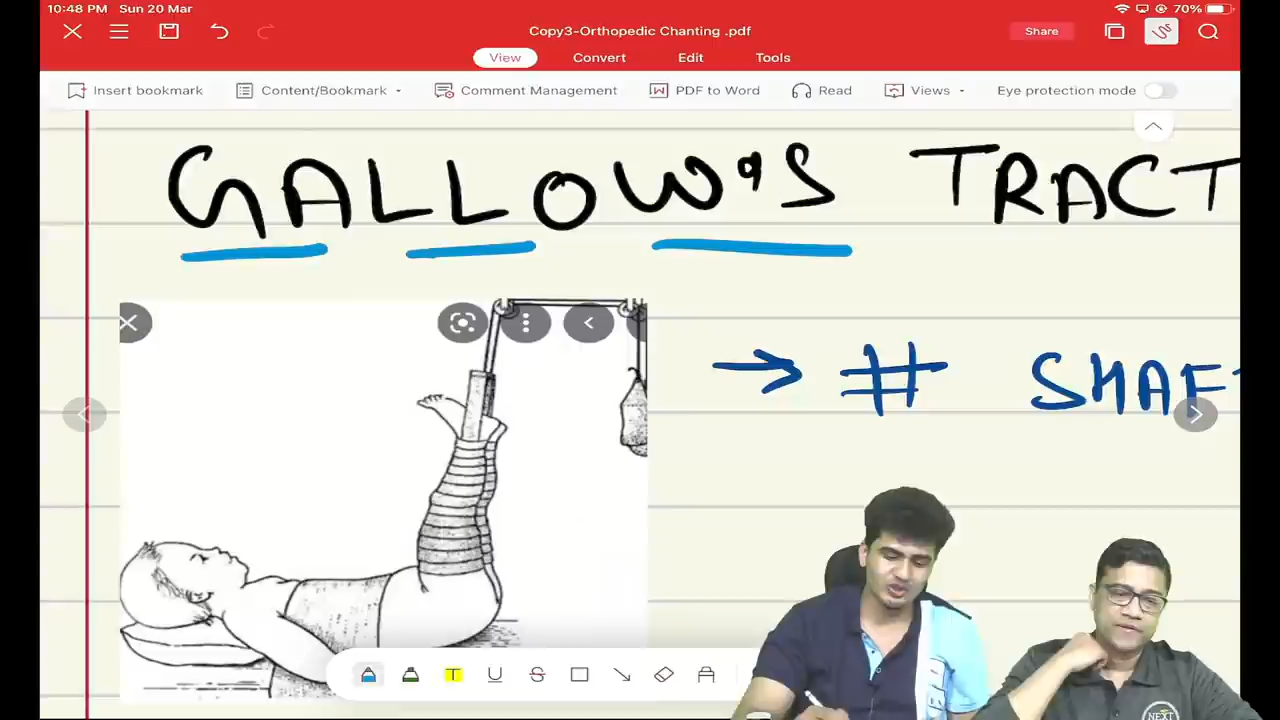 10:48 PM Sun 20 Mar
70%
Copy3-Orthopedic Chanting .pdf
Share
View Convert Edit Tools
Insert bookmark Content/Bookmark Comment Management PDF to Word Read Views Eye protection mode
GALLOW'S TRACT
→ # SHAF
T U S
NEXT